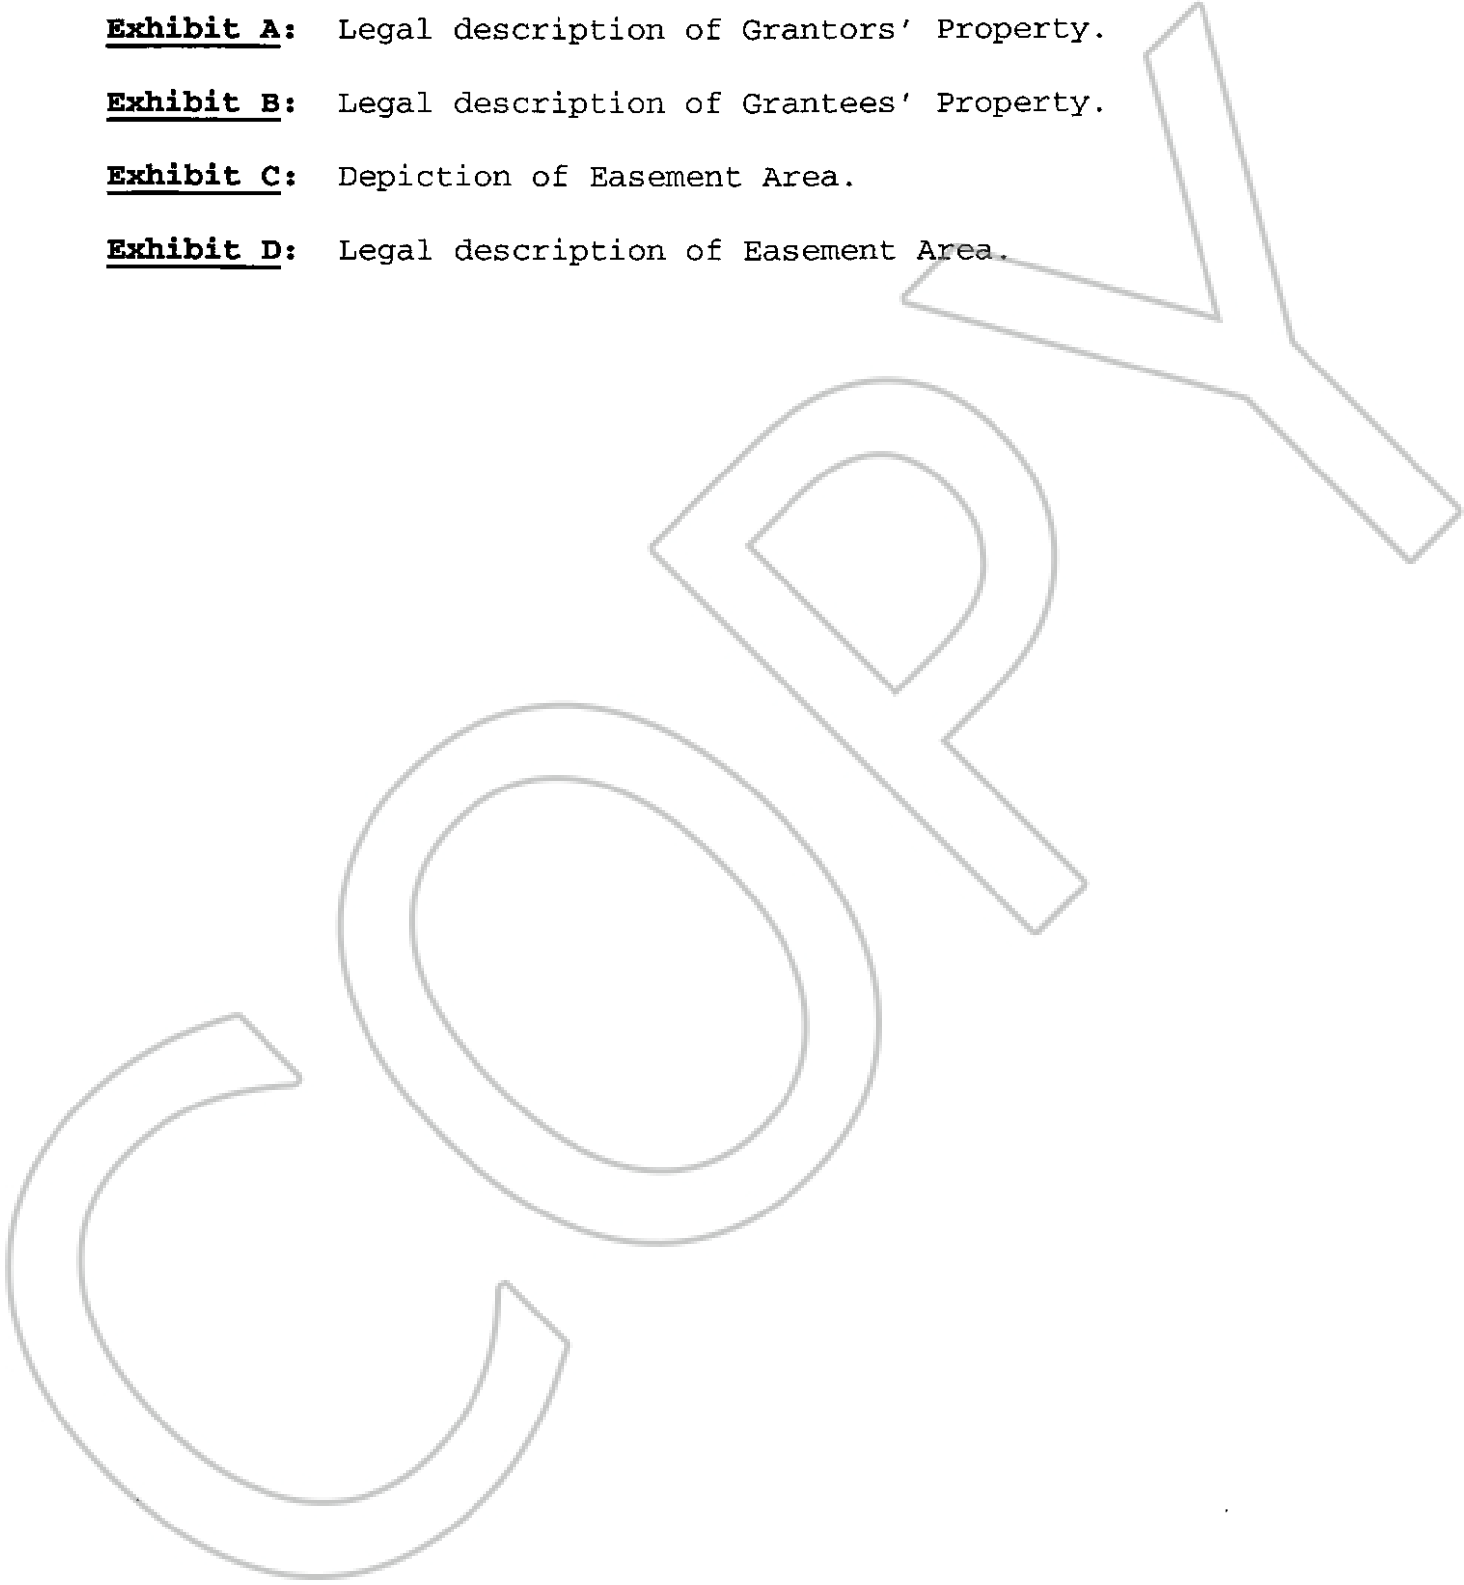 Exhibit A: Legal description of Grantors' Property.
Exhibit B: Legal description of Grantees' Property.
Exhibit C: Depiction of Easement Area.
Exhibit D: Legal description of Easement Area.
COPY